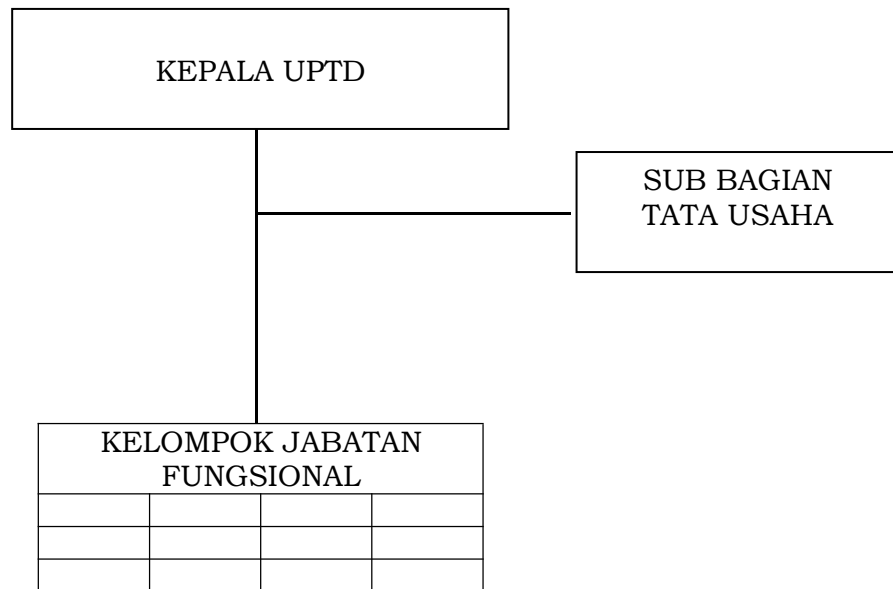 KEPALA UPTD
SUB BAGIAN
TATA USAHA
KELOMPOK JABATAN
FUNGSIONAL